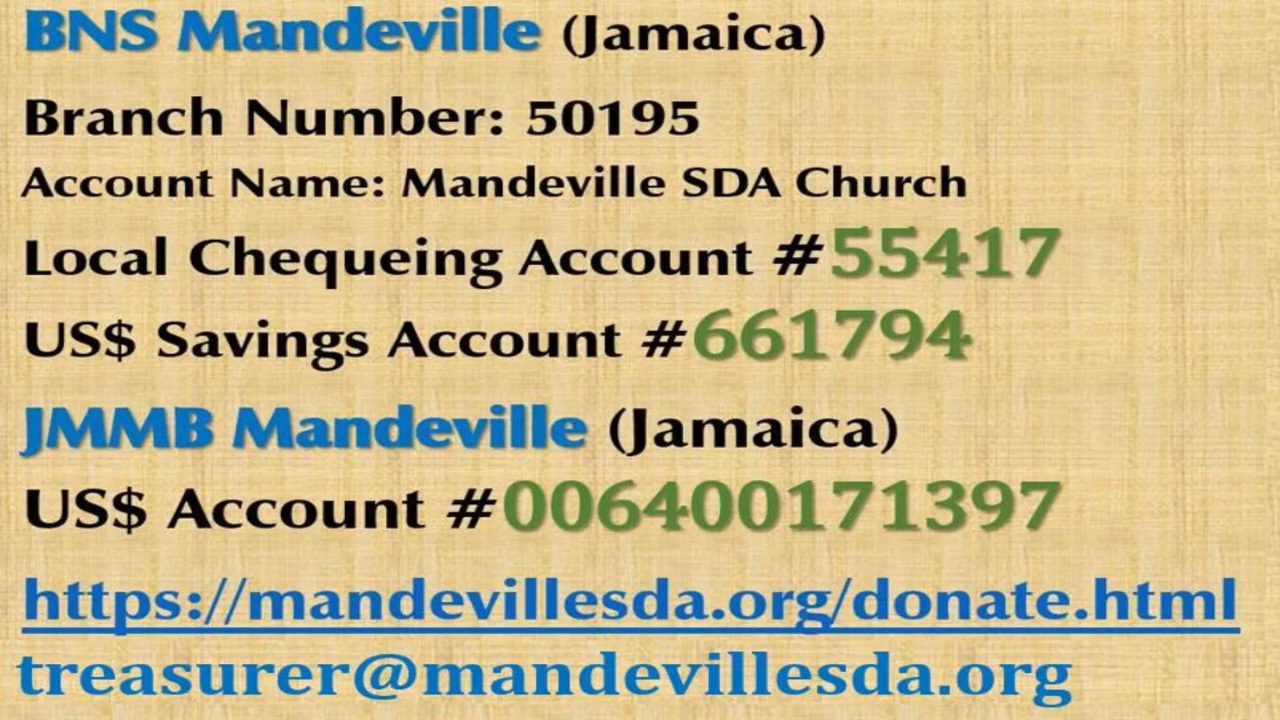 BNS Mandeville (Jamaica)
Branch Number: 50195
Account Name: Mandeville SDA Church
Local Chequeing Account #55417
US$ Savings Account #661794
JMMB Mandeville (Jamaica)
US$ Account #006400171397
https://mandevillesda.org/donate.html
treasurer@mandevillesda.org